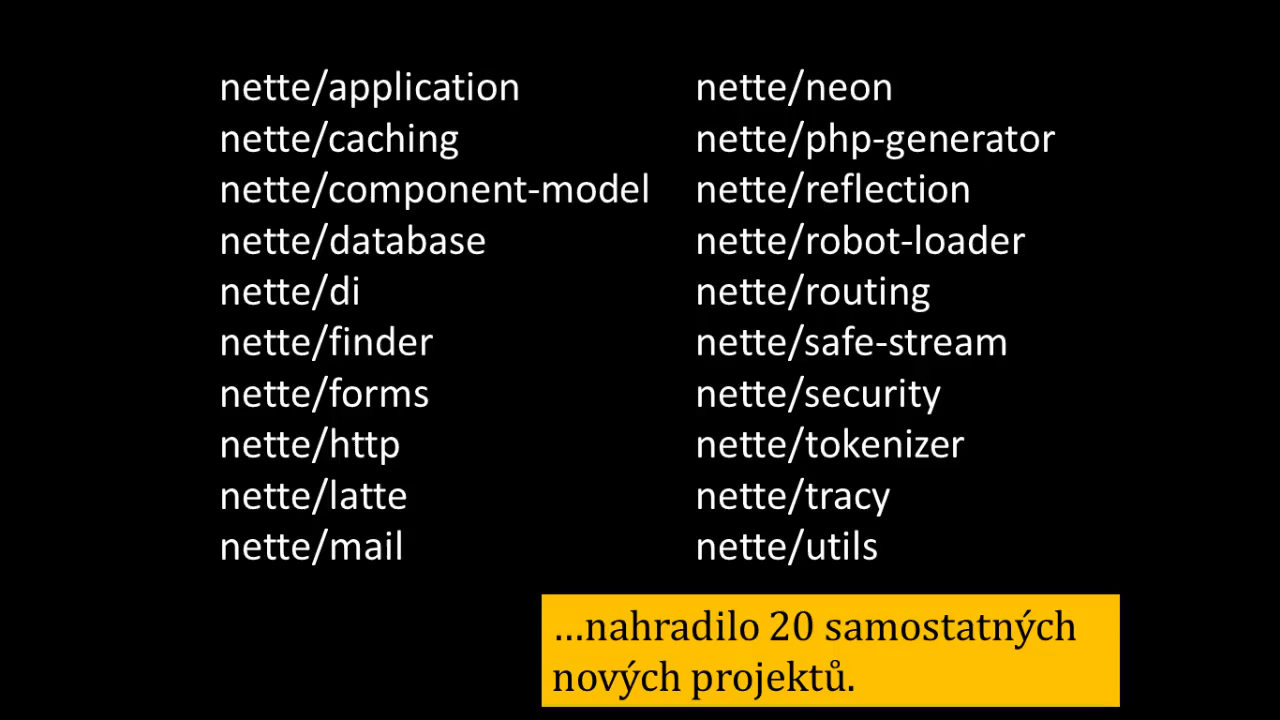 nette/application
nette/caching
nette/component-model
nette/database
nette/di
nette/finder
nette/forms
nette/http
nette/latte
nette/mail
nette/neon
nette/php-generator
nette/reflection
nette/robot-loader
nette/routing
nette/safe-stream
nette/security
nette/tokenizer
nette/tracy
nette/utils
…nahradilo 20 samostatných
nových projektů.